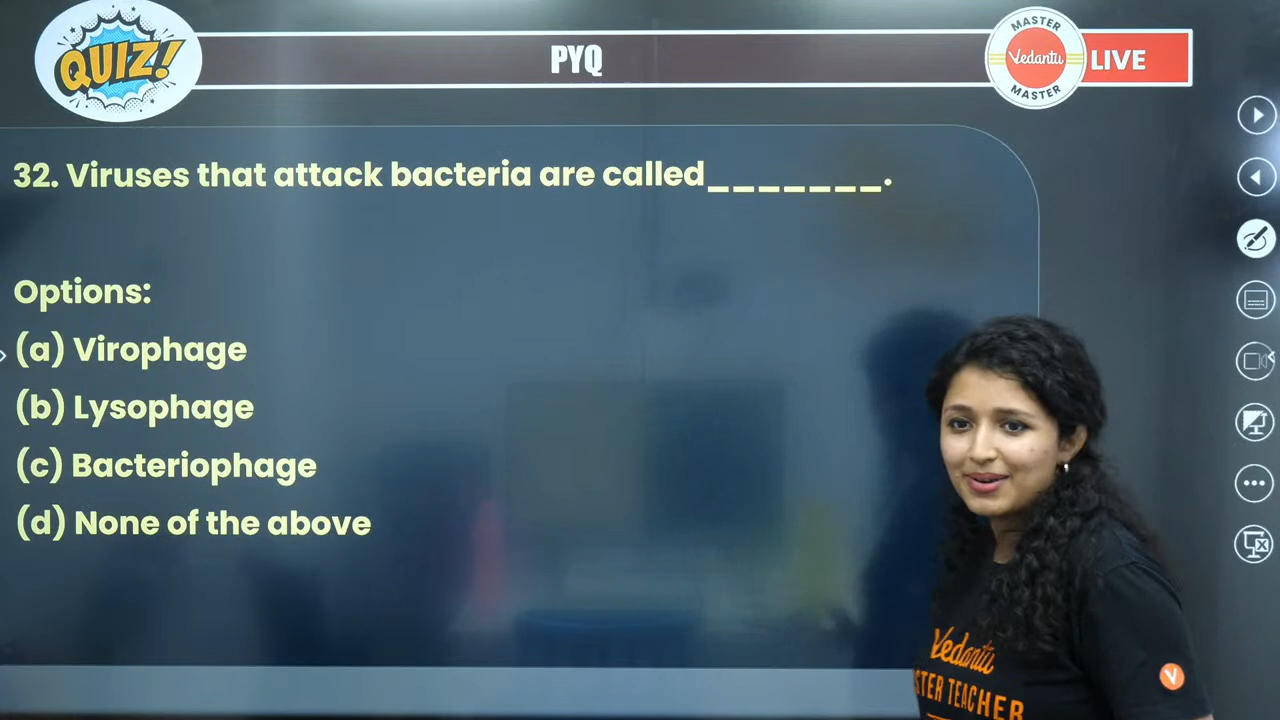 QUIZ!
PYQ
MASTER
Vedantu
MASTER
LIVE
32. Viruses that attack bacteria are called_______.
Options:
(a) Virophage
(b) Lysophage
(c) Bacteriophage
(d) None of the above
Vedantu
STER TEACHER
V